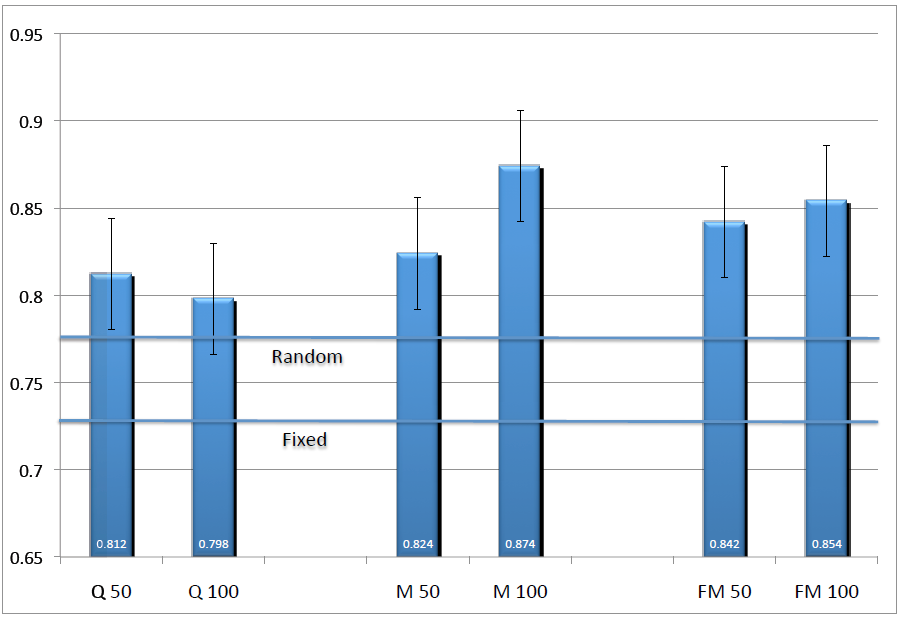 0.95
0.9
0.85
0.8
0.75
0.7
0.65
Random
Fixed
0.812
0.798
0.824
0.874
0.842
0.854
Q 50
Q 100
M 50
M 100
FM 50
FM 100